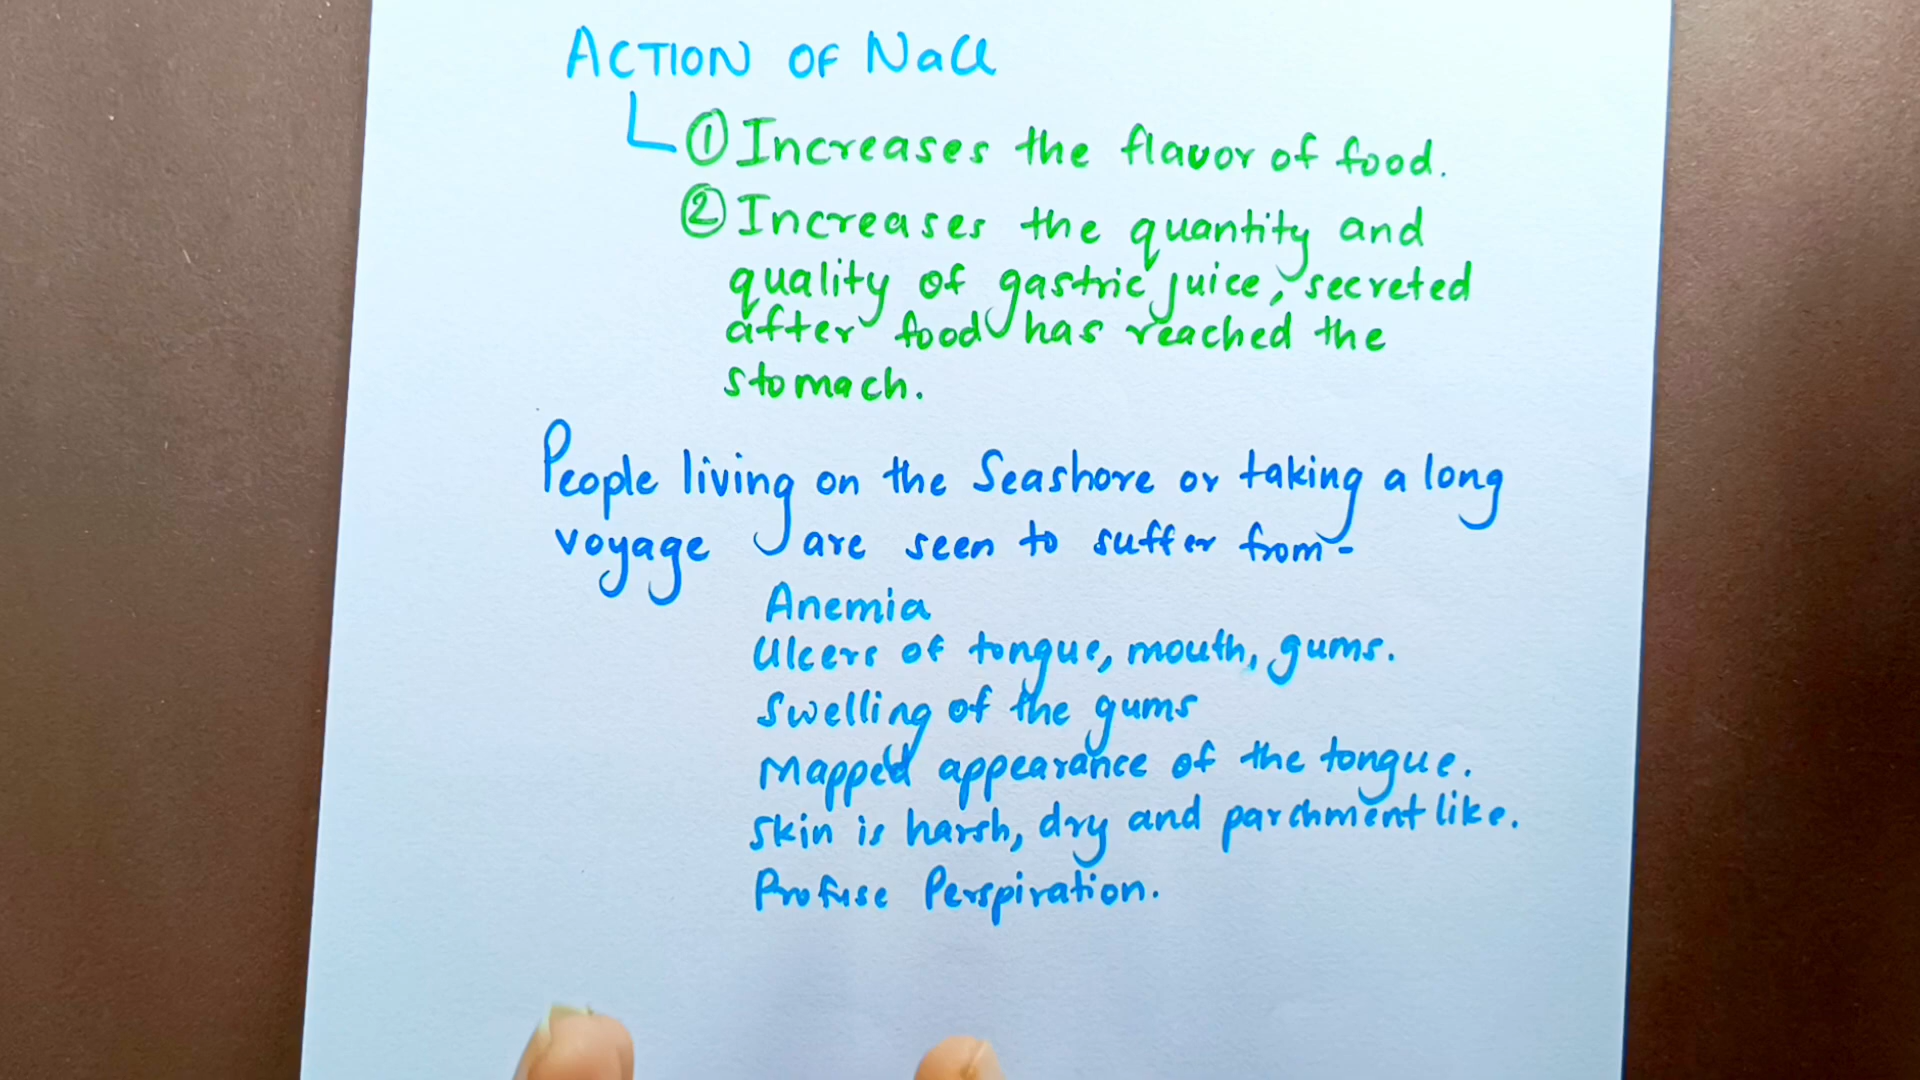 ACTION OF NaCl
① Increases the flavor of food.
② Increases the quantity and
quality of gastric juice, secreted
after food has reached the
stomach.
People living on the Seashore or taking a long
voyage are seen to suffer from-
Anemia
Ulcers of tongue, mouth, gums.
Swelling of the gums
Mapped appearance of the tongue.
Skin is harsh, dry and parchment like.
Profuse Perspiration.